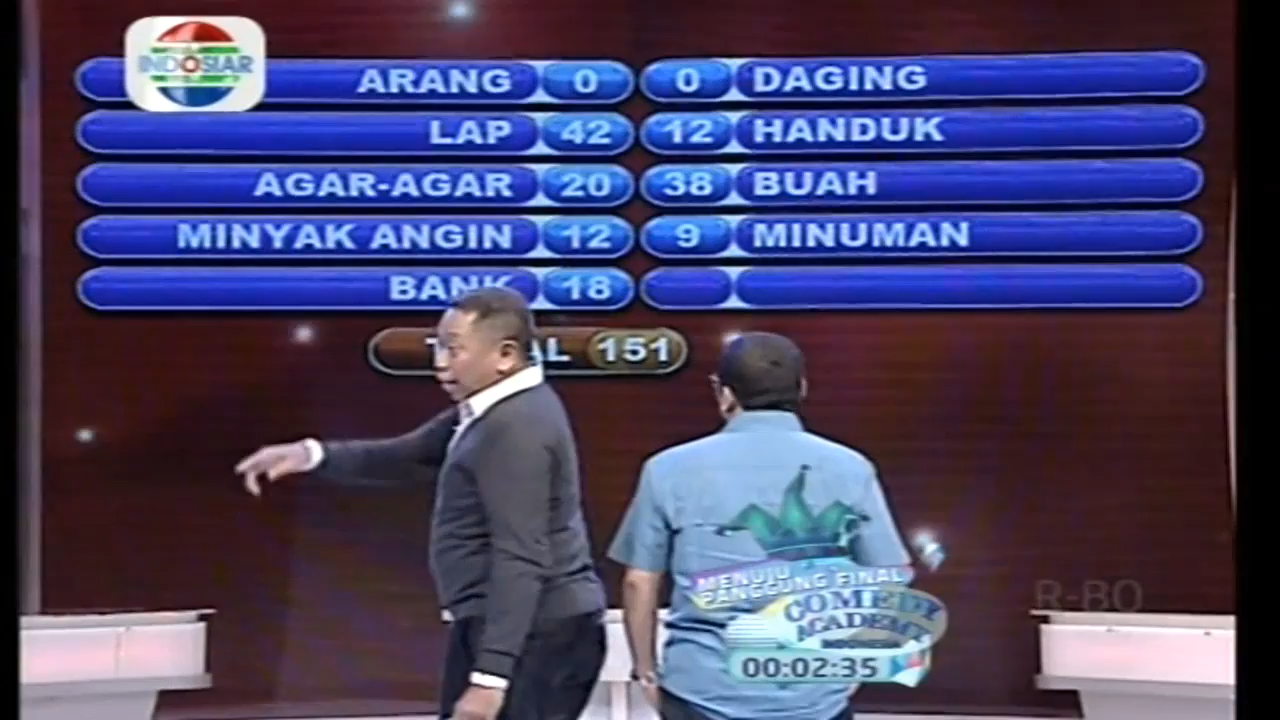 INDOSIAR
ARANG 0 0 DAGING
LAP 42 12 HANDUK
AGAR-AGAR 20 38 BUAH
MINYAK ANGIN 12 9 MINUMAN
BANK 18
151
MENUJU
PANGGUNG FINAL
COMEDY
ACADEMY
INDONESIA
00:02:35
R-BO